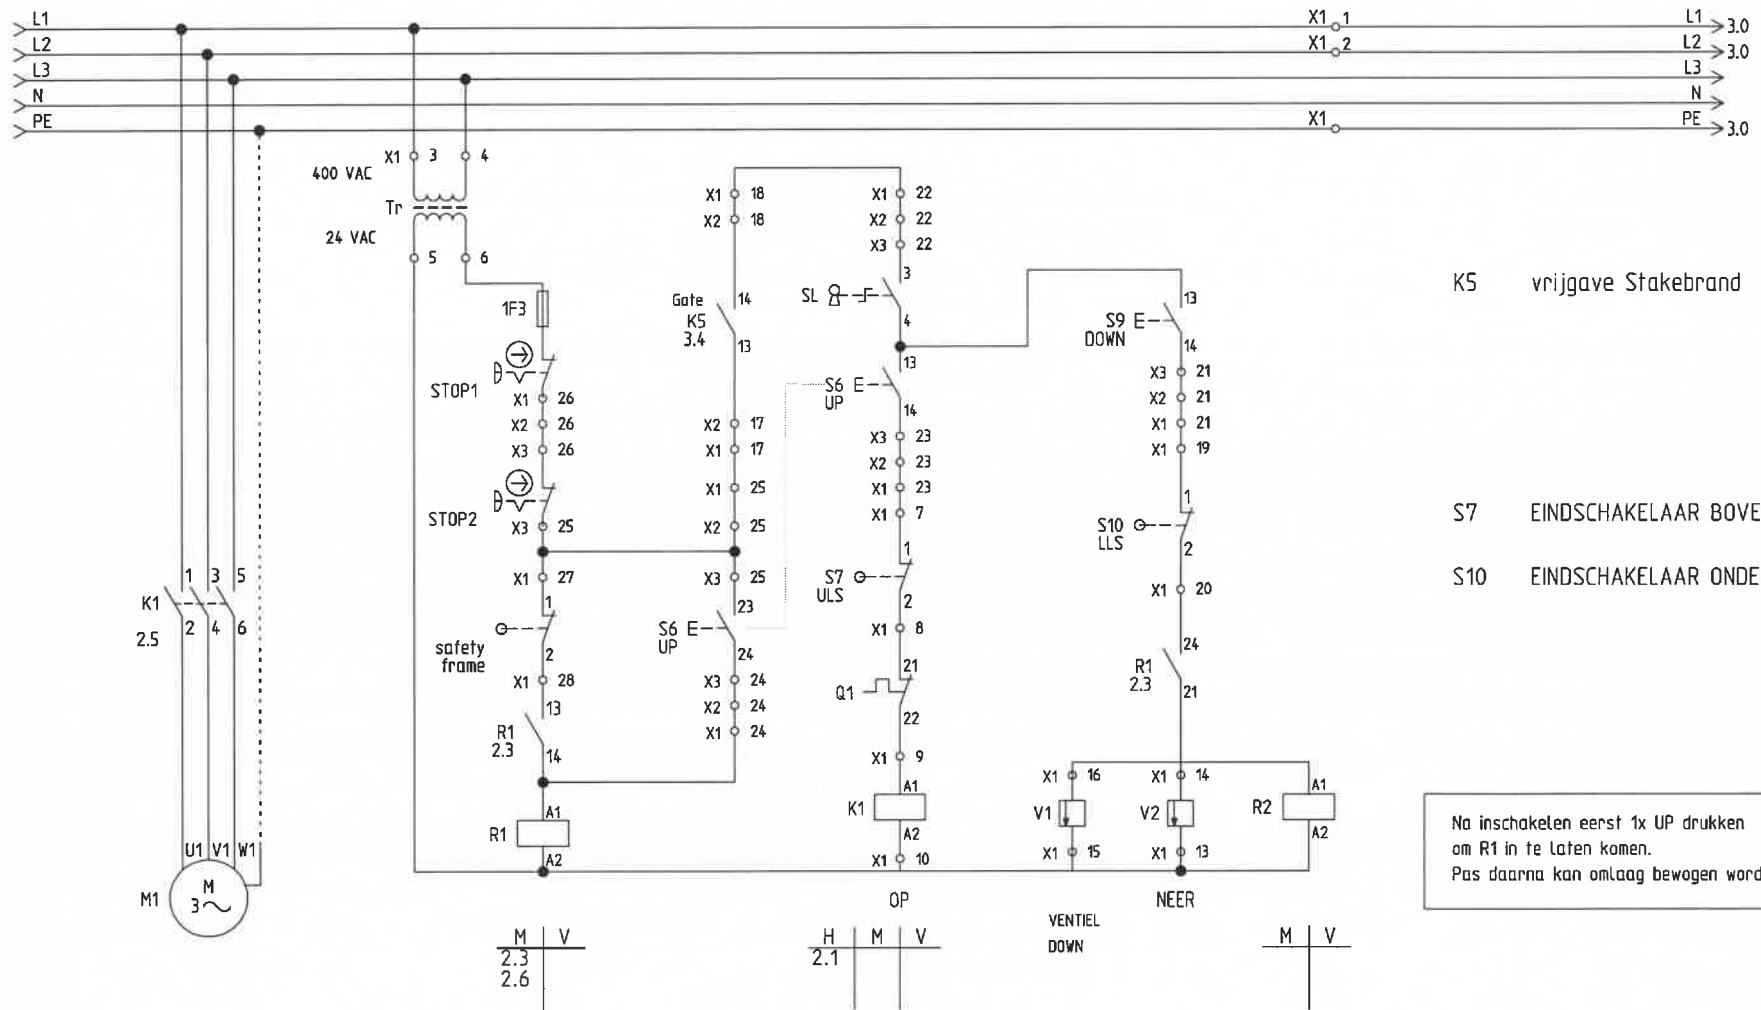 L1
L2
L3
N
PE
X1 1
X1 2
X1
L1 3.0
L2 3.0
L3
N
PE 3.0
X1 3 4
400 VAC
Tr
24 VAC
5 6
1F3
STOP1
X1 26
X2 26
X3 26
STOP2
X3 25
X1 27
1
safety
frame
2
X1 28
13
R1
2.3
14
A1
R1
A2
X1 18
X2 18
14
Gate
K5
3.4
13
X2 17
X1 17
X1 25
X2 25
X3 25
23
S6 E
UP
24
X3 24
X2 24
X1 24
X1 22
X2 22
X3 22
3
SL
4
13
S6 E
UP
14
X3 23
X2 23
X1 23
X1 7
1
S7
ULS
2
X1 8
21
Q1
22
X1 9
A1
K1
A2
X1 10
OP
13
S9 E
DOWN
14
X3 21
X2 21
X1 21
X1 19
1
S10
LLS
2
X1 20
24
R1
2.3
21
X1 16
V1
X1 15
X1 14
V2
X1 13
A1
R2
A2
NEER
VENTIEL
DOWN
1 3 5
K1
2 4 6
2.5
U1 V1 W1
M1
M
3
M V
2.3
2.6
H M V
2.1
M V
K5 vrijgave Stakebrand
S7 EINDSCHAKELAAR BOVE
S10 EINDSCHAKELAAR ONDE
Na inschakelen eerst 1x UP drukken
om R1 in te laten komen.
Pas daarna kan omlaag bewogen word